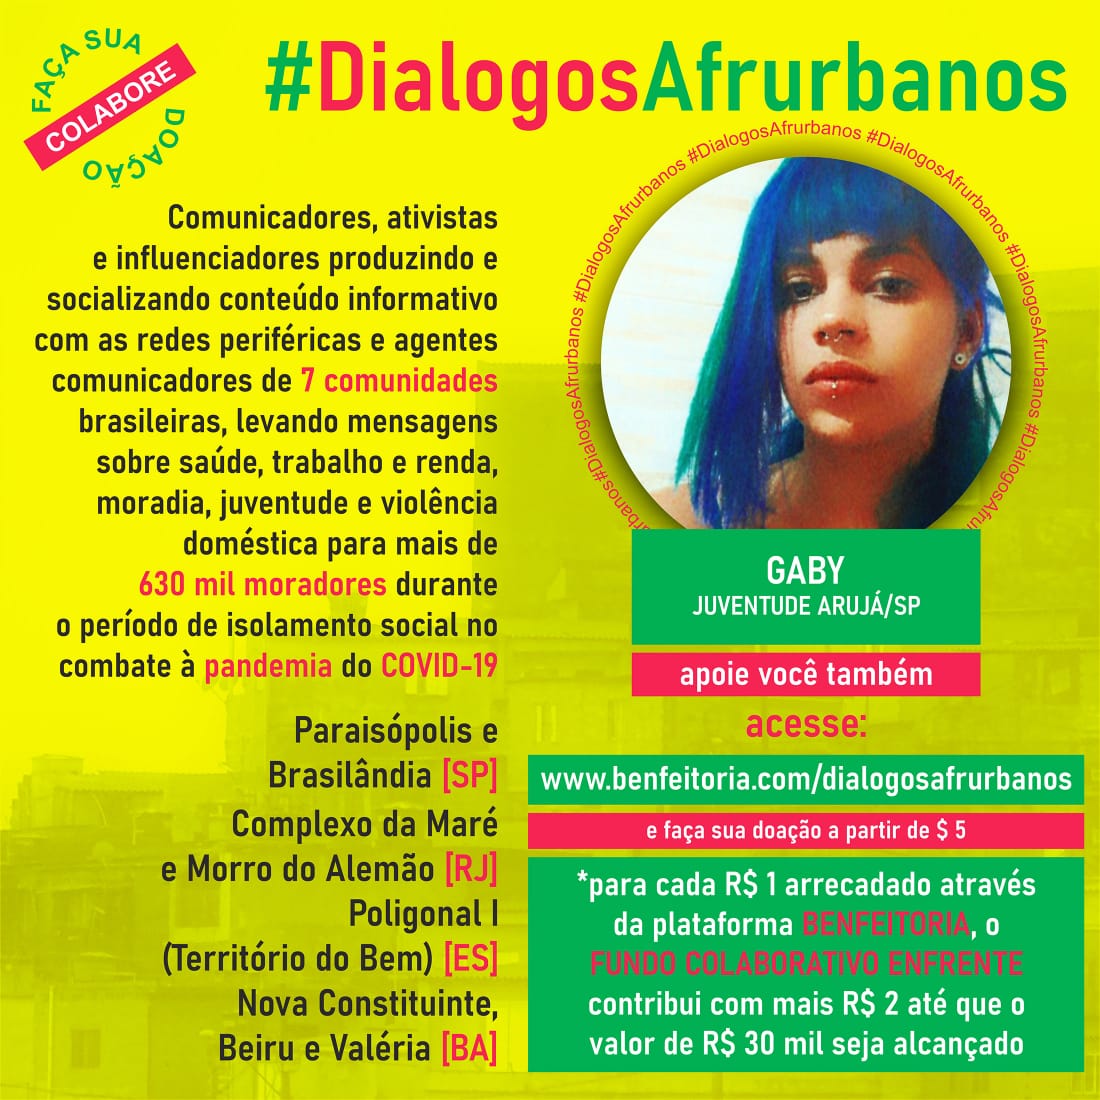 FAÇA SUA
COLABORE
DOAÇÃO
#DialogosAfrurbanos
#DialogosAfrurbanos #DialogosAfrurbanos #DialogosAfrurbanos #DialogosAfrurbanos #DialogosAfrur
urbanos#DialogosAfrurbanos
Comunicadores, ativistas
e influenciadores produzindo e
socializando conteúdo informativo
com as redes periféricas e agentes
comunicadores de 7 comunidades
brasileiras, levando mensagens
sobre saúde, trabalho e renda,
moradia, juventude e violência
doméstica para mais de
630 mil moradores durante
o período de isolamento social no
combate à pandemia do COVID-19
Paraisópolis e
Brasilândia [SP]
Complexo da Maré
e Morro do Alemão [RJ]
Poligonal I
(Território do Bem) [ES]
Nova Constituinte,
Beiru e Valéria [BA]
GABY
JUVENTUDE ARUJÁ/SP
apoie você também
acesse:
www.benfeitoria.com/dialogosafrurbanos
e faça sua doação a partir de $ 5
*para cada R$ 1 arrecadado através
da plataforma BENFEITORIA, o
FUNDO COLABORATIVO ENFRENTE
contribui com mais R$ 2 até que o
valor de R$ 30 mil seja alcançado